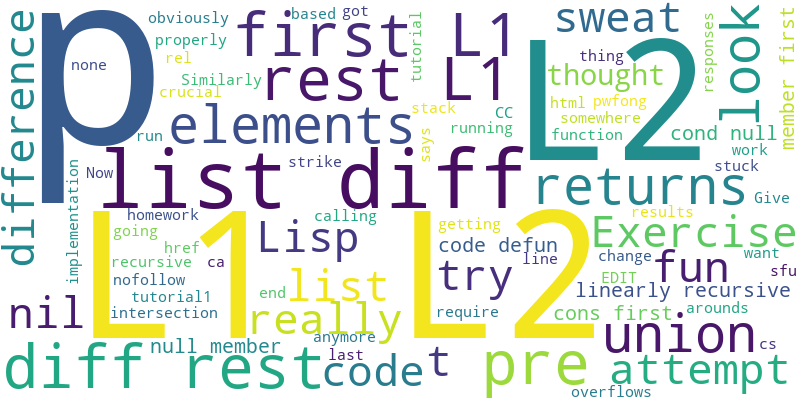 obviously based got
properly
rel
none
Similarly
crucial
p
first L1
rest L1
elements
difference
run
Now
list diff
strike
tutorial
stack
says
CC
running
sweat
thing
thought
html pwfong
somewhere
function
L2
responses
look
cond null
work
stuck
member first
returns
Give
implementation
homework
going
href
recursive
ca
nofollow
tutorial1
intersection
L1 L2
Lisp
calling
getting
code defun
line
results
Exercise
change
want
fun
sfu
EDIT
linearly recursive
try
list
end
nil
really
require
cons first
arounds
anymore
union
cs
null member
last
diff rest
code
t
pre
attempt
overflows